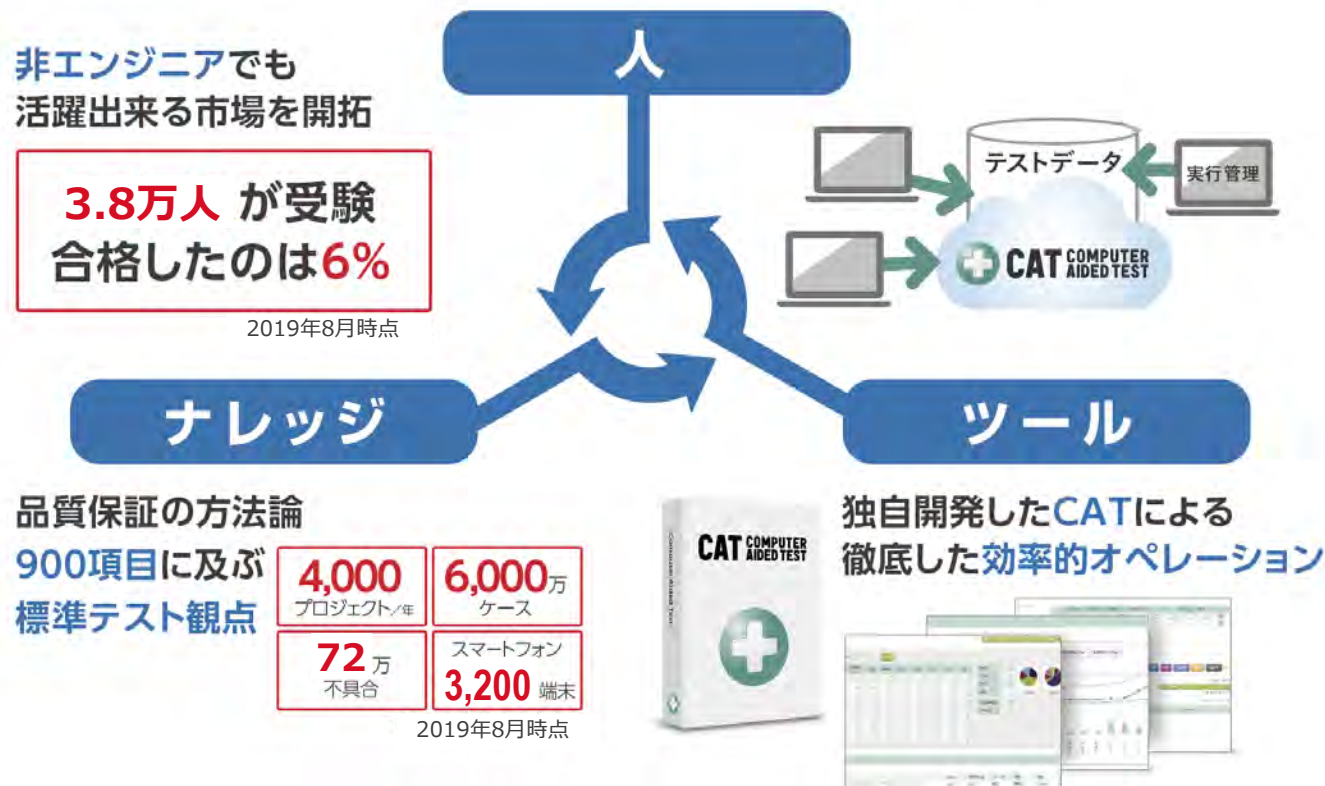 人
非エンジニアでも
活躍出来る市場を開拓
3.8万人 が受験
合格したのは6%
2019年8月時点
テストデータ
実行管理
CAT COMPUTER
AIDED TEST
ナレッジ
ツール
品質保証の方法論
900項目に及ぶ
標準テスト観点
4,000
プロジェクト/年
6,000万
ケース
72万
不具合
スマートフォン
3,200 端末
2019年8月時点
CAT COMPUTER
AIDED TEST
Computer Aided Test
独自開発したCATによる
徹底した効率的オペレーション